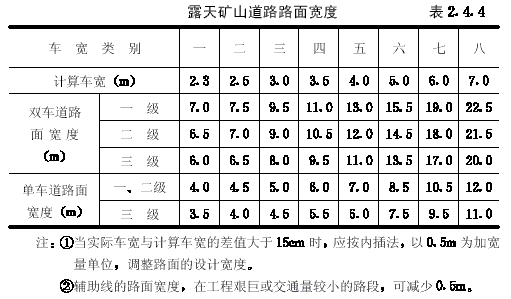 露天矿山道路路面宽度 表2.4.4
车宽类别 一 二 三 四 五 六 七 八
计算车宽(m) 2.3 2.5 3.0 3.5 4.0 5.0 6.0 7.0
双车道路面宽度(m) 一级 7.0 7.5 9.5 11.0 13.0 15.5 19.0 22.5
二级 6.5 7.0 9.0 10.5 12.0 14.5 18.0 21.5
三级 6.0 6.5 8.0 9.5 11.0 13.5 17.0 20.0
单车道路面宽度(m) 一、二级 4.0 4.5 5.0 6.0 7.0 8.5 10.5 12.0
三级 3.5 4.0 4.5 5.5 6.0 7.5 9.5 11.0
注:①当实际车宽与计算车宽的差值大于15cm时,应按内插法,以0.5m为加宽
量单位,调整路面的设计宽度。
②辅助线的路面宽度,在工程艰巨或交通量较小的路段,可减少0.5m。